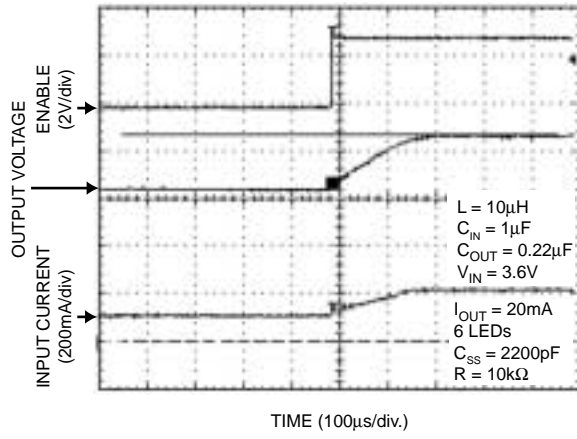 ENABLE
(2V/div)
OUTPUT VOLTAGE
INPUT CURRENT
(200mA/div)
L = 10µH
C_IN = 1µF
C_OUT = 0.22µF
V_IN = 3.6V
I_OUT = 20mA
6 LEDs
C_SS = 2200pF
R = 10kΩ
TIME (100µs/div.)